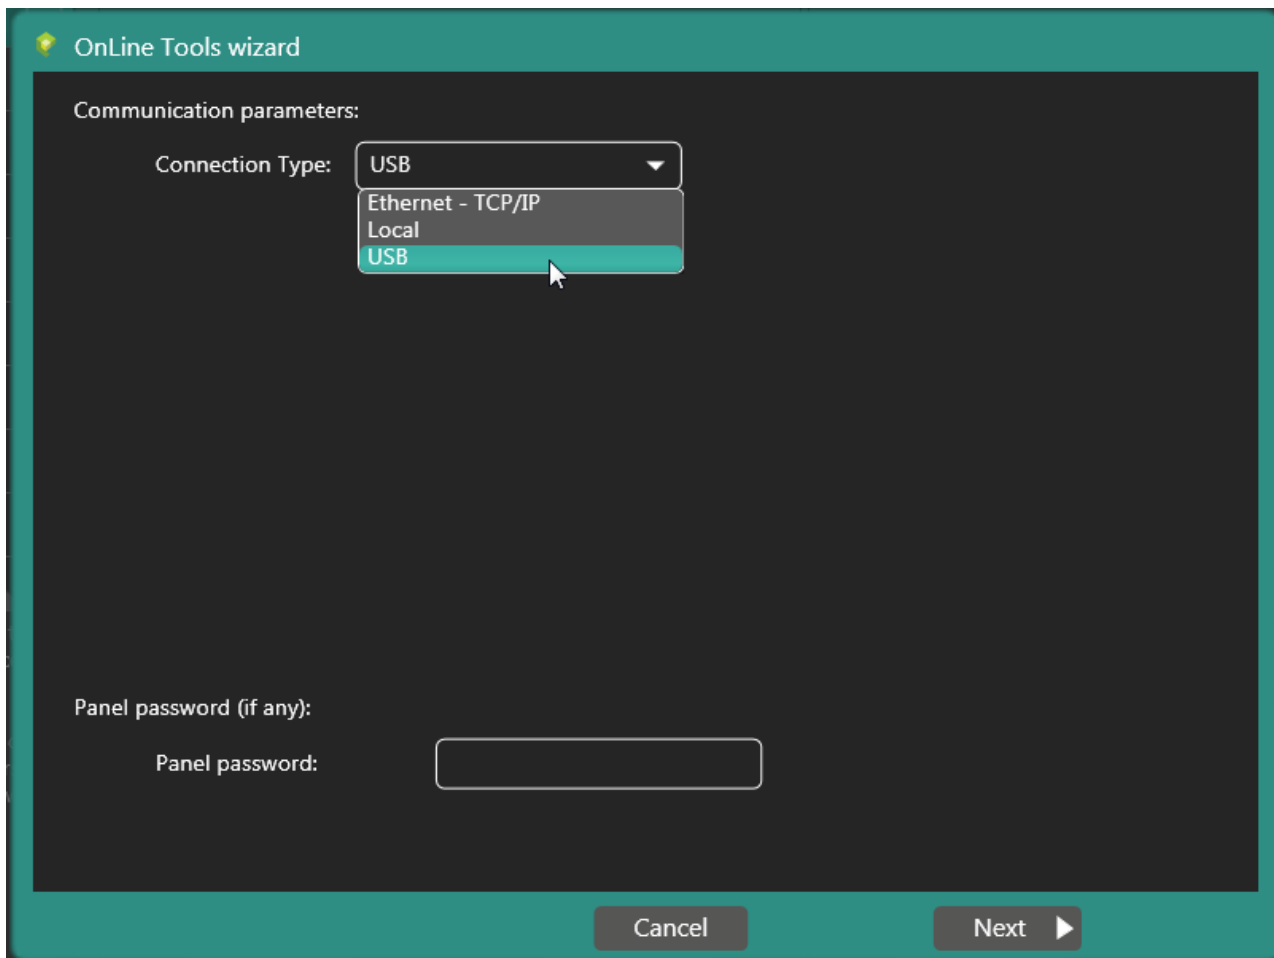 OnLine Tools wizard
Communication parameters:
Connection Type: USB
Ethernet - TCP/IP
Local
USB
Panel password (if any):
Panel password:
Cancel Next